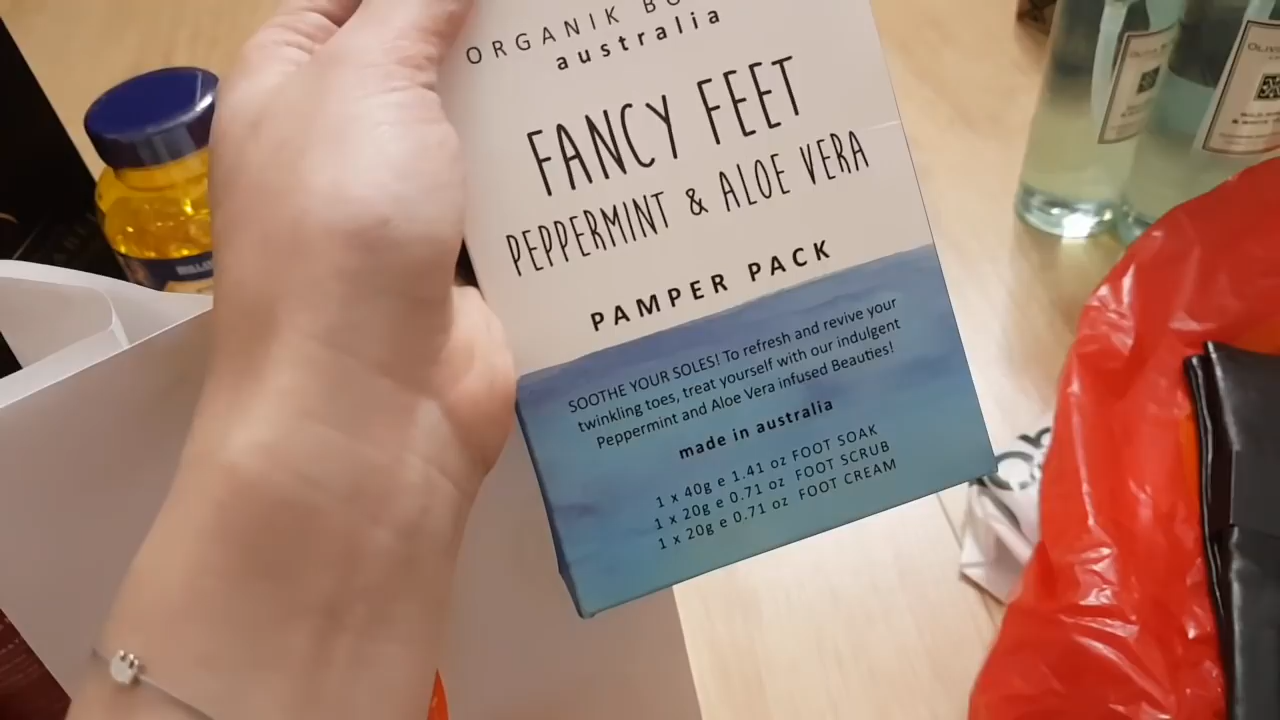 ORGANIK
australia
FANCY FEET
PEPPERMINT & ALOE VERA
PAMPER PACK
SOOTHE YOUR SOLES! To refresh and revive your
twinkling toes, treat yourself with our indulgent
Peppermint and Aloe Vera infused Beauties!
made in australia
1 x 40g e 1.41 oz FOOT SOAK
1 x 20g e 0.71 oz FOOT SCRUB
1 x 20g e 0.71 oz FOOT CREAM